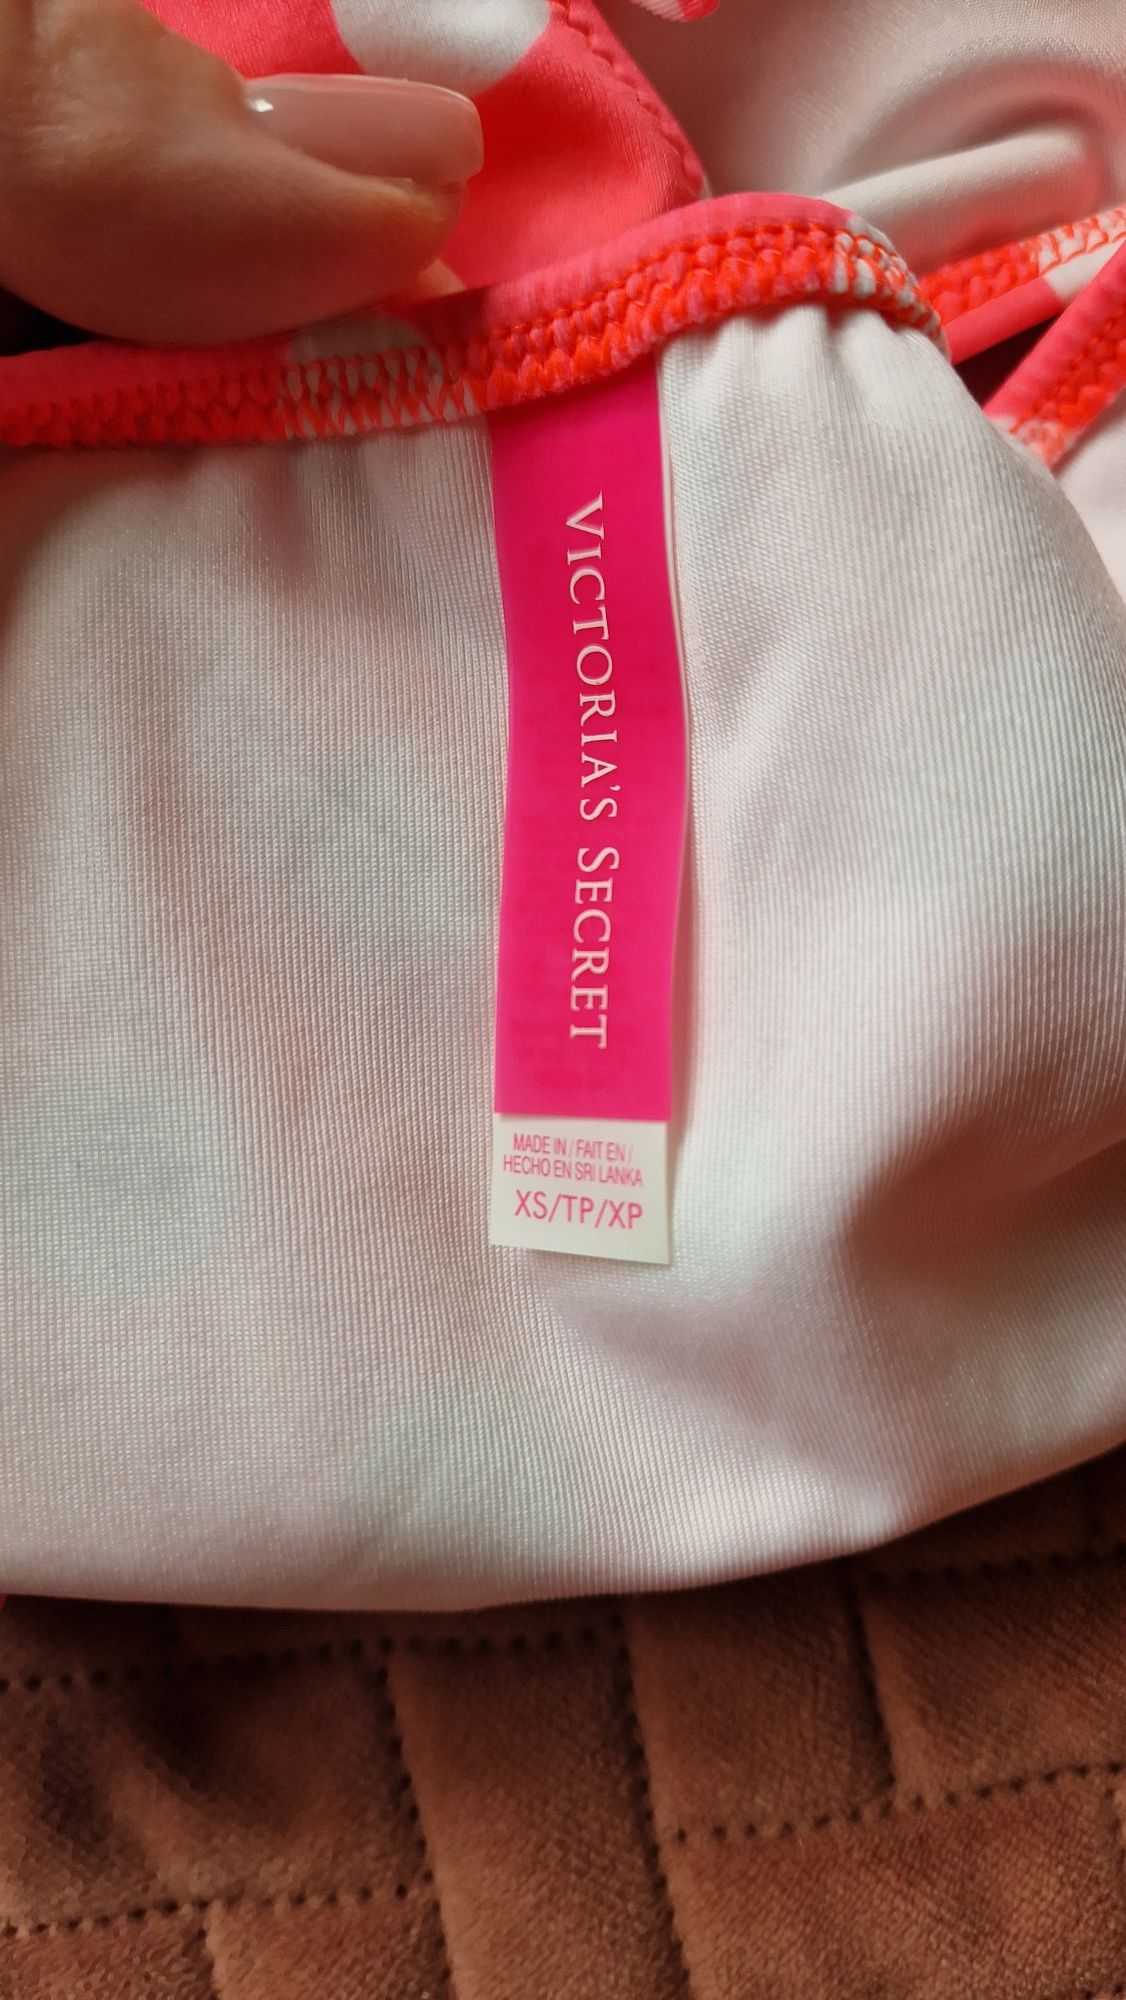 VICTORIA'S SECRET
MADE IN / FAIT EN /
HECHO EN SRI LANKA
XS/TP/XP